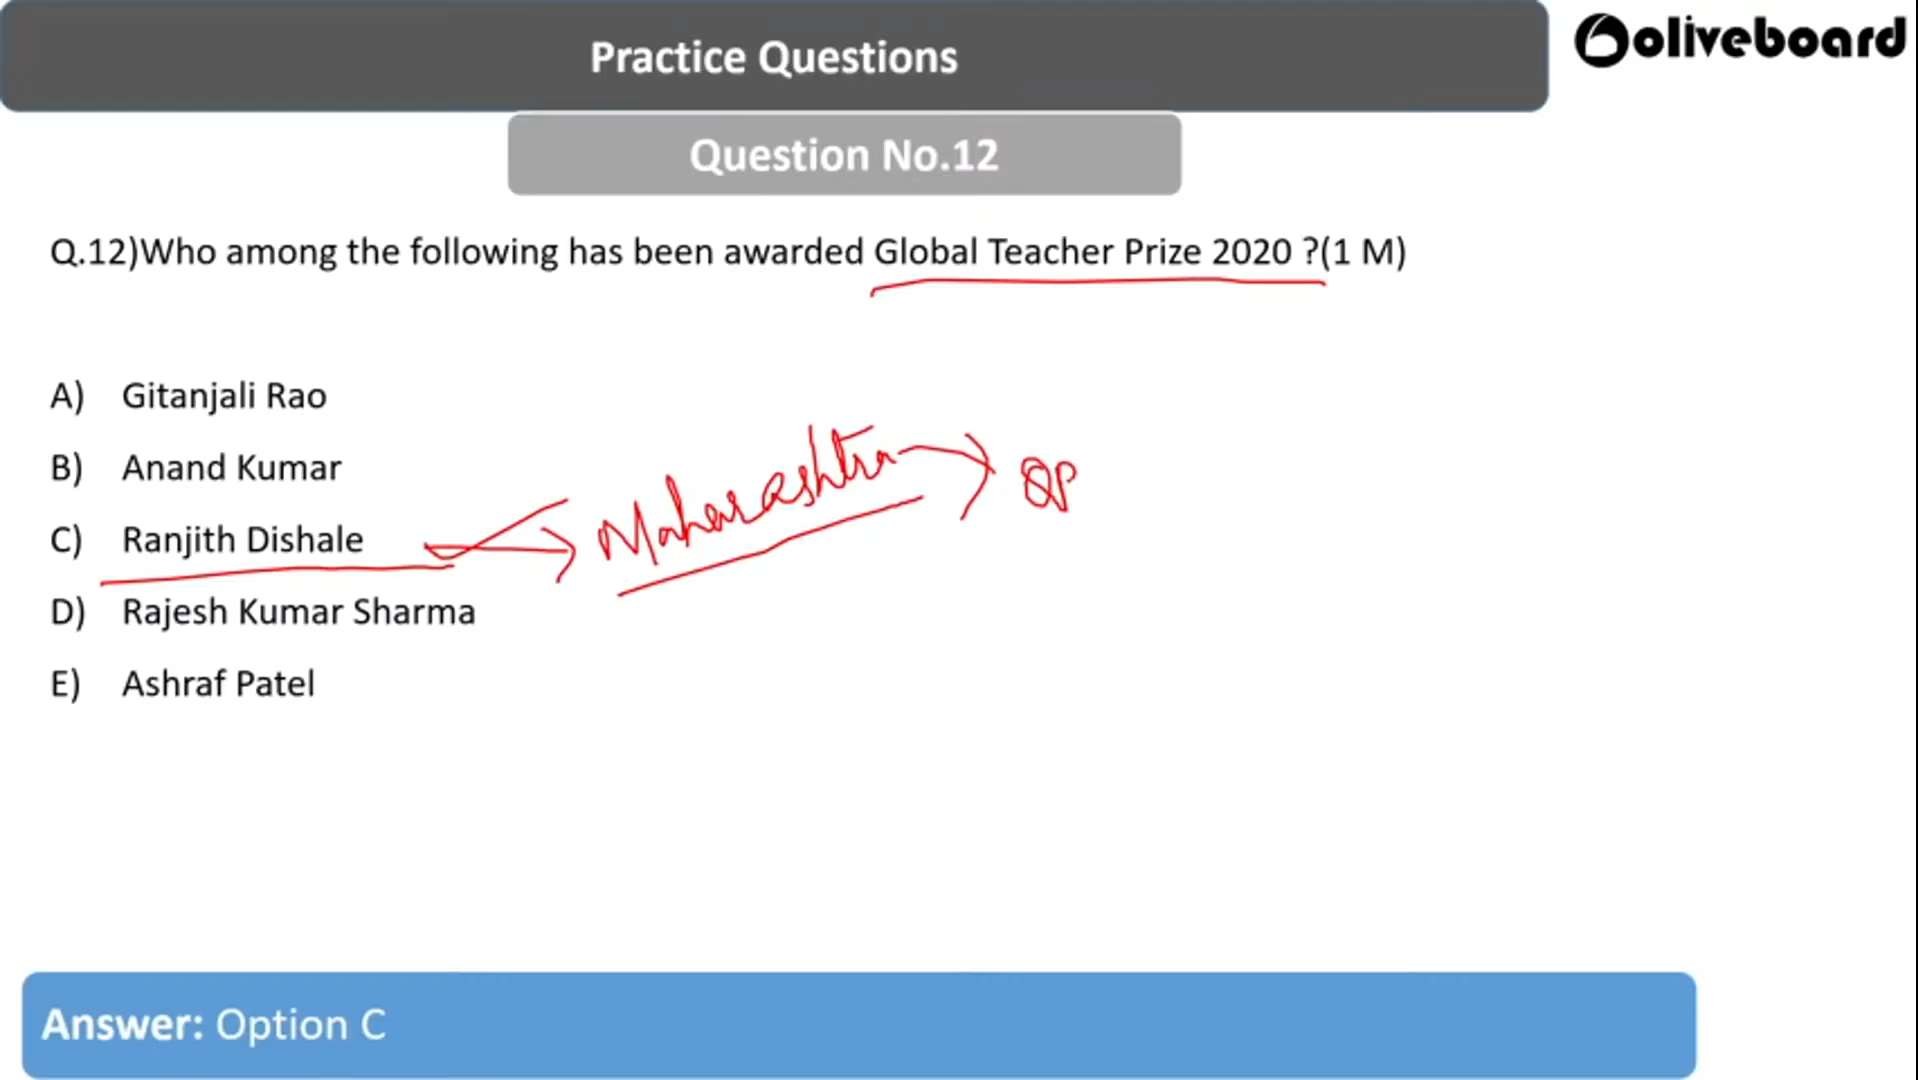 Practice Questions
oliveboard
Question No.12
Q.12)Who among the following has been awarded Global Teacher Prize 2020 ?(1 M)
A) Gitanjali Rao
B) Anand Kumar
C) Ranjith Dishale
Maharashtra
D) Rajesh Kumar Sharma
E) Ashraf Patel
Answer: Option C